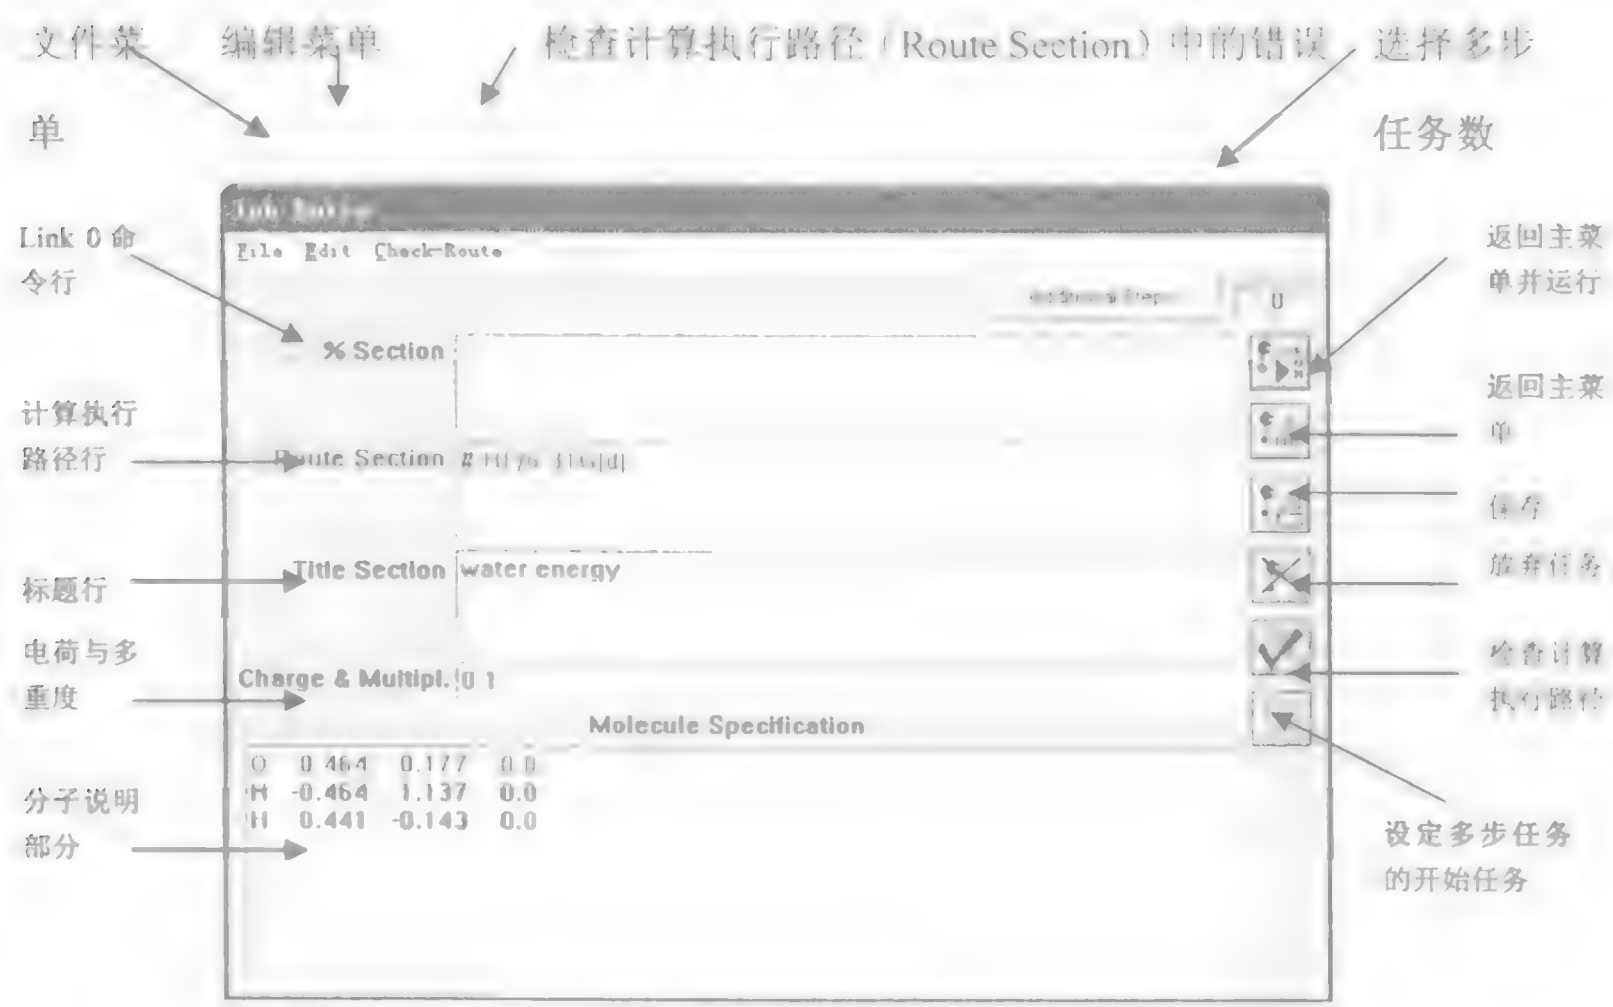 文件菜 编辑菜单 检查计算执行路径（Route Section）中的错误 选择多步
单 任务数
Link 0 命
令行
返回主菜
单并运行
File Edit Check-Route
0
% Section
计算执行
路径行
返回主菜
单
Route Section #
保存
标题行
Title Section water energy
放弃任务
电荷与多
重度
Charge & Multipl. 0 1
检查计算
执行路径
Molecule Specification
O 0.464 0.177 0.0
H -0.464 1.137 0.0
H 0.441 -0.143 0.0
分子说明
部分
设定多步任务
的开始任务